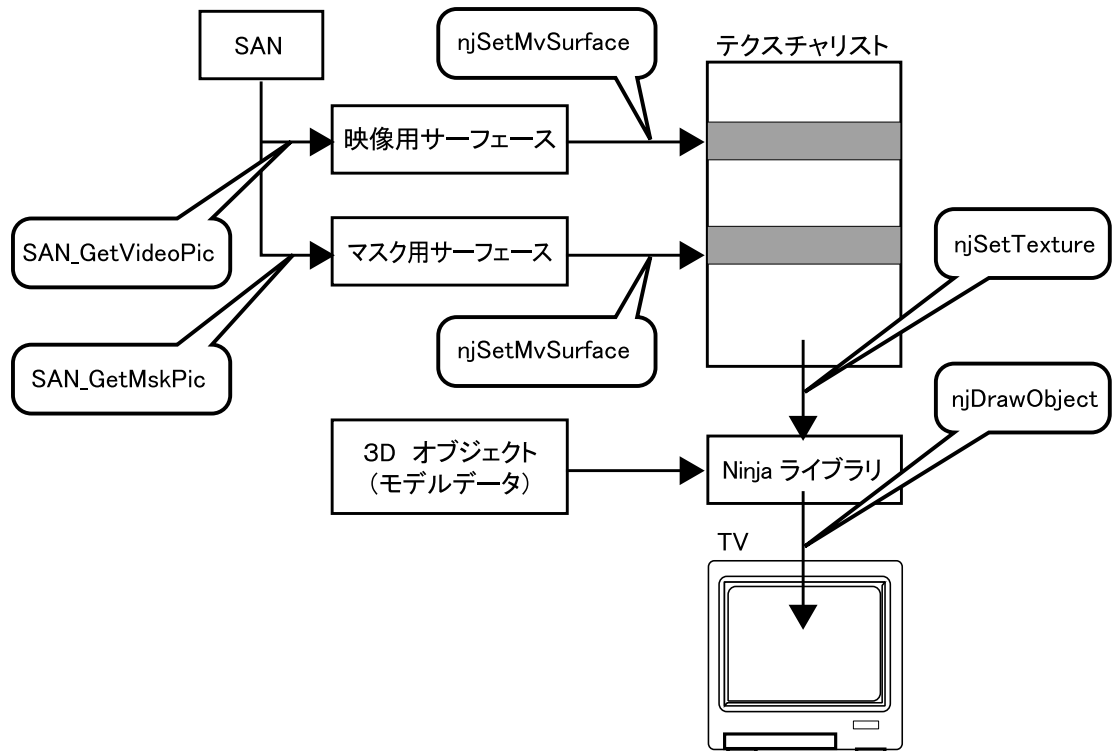 SAN
njSetMvSurface
テクスチャリスト
映像用サーフェース
SAN_GetVideoPic
マスク用サーフェース
njSetTexture
njSetMvSurface
SAN_GetMskPic
njDrawObject
3D オブジェクト
(モデルデータ)
Ninja ライブラリ
TV